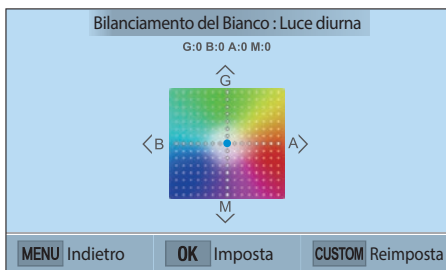 Bilanciamento del Bianco : Luce diurna
G:0 B:0 A:0 M:0
G
B A
M
MENU Indietro OK Imposta CUSTOM Reimposta